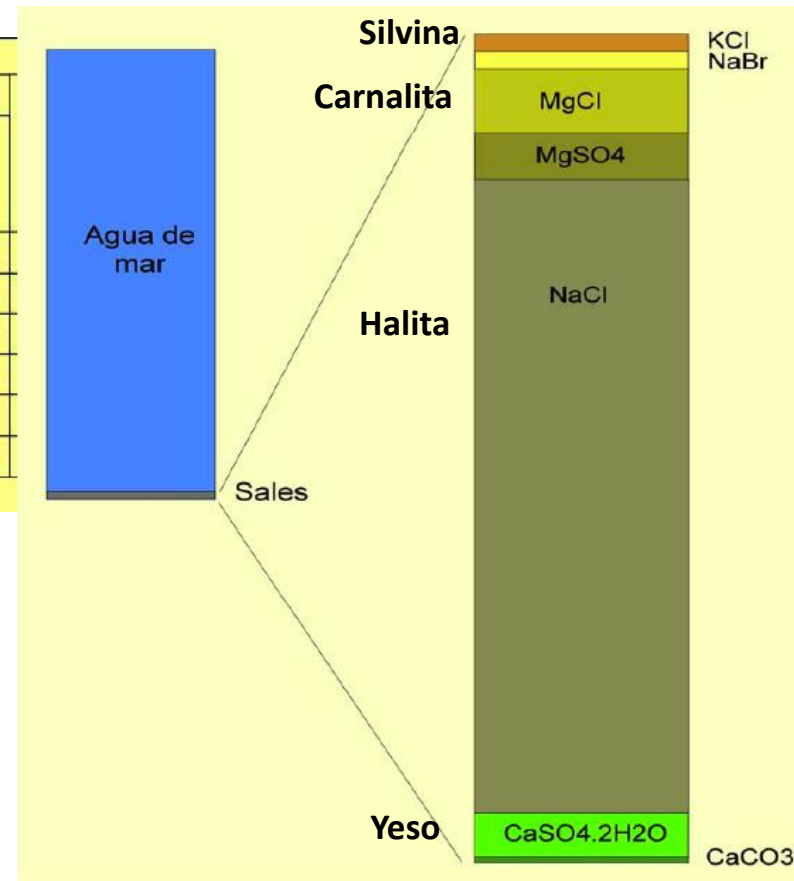 Silvina
KCl
NaBr
Carnalita
MgCl
MgSO4
Agua de
mar
NaCl
Halita
Sales
Yeso
CaSO4.2H2O
CaCO3